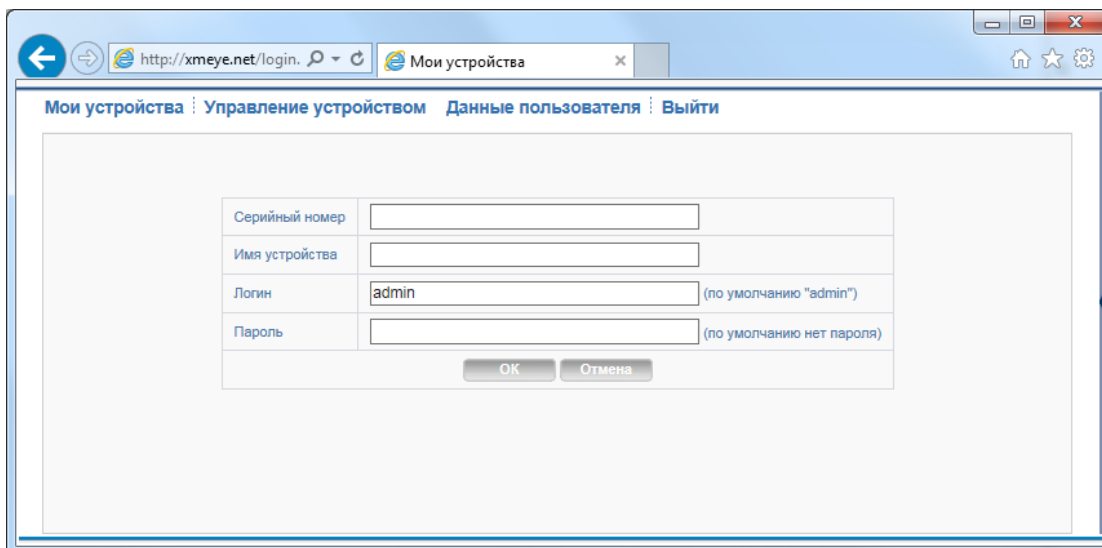 http://xmeye.net/login.
Мои устройства
Мои устройства Управление устройством Данные пользователя Выйти
Серийный номер
Имя устройства
Логин admin (по умолчанию "admin")
Пароль (по умолчанию нет пароля)
OK Отмена